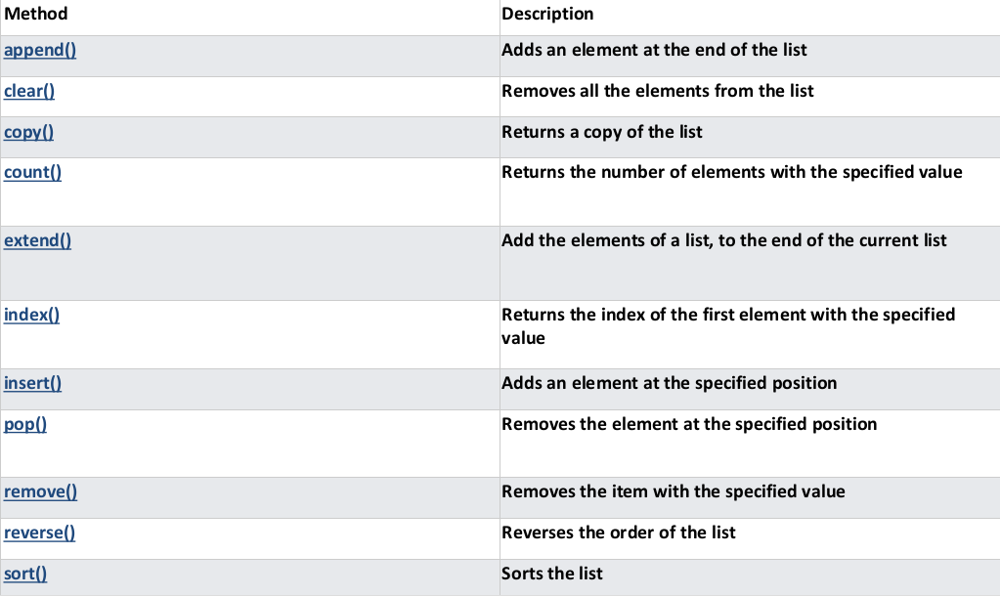 Method Description
append() Adds an element at the end of the list
clear() Removes all the elements from the list
copy() Returns a copy of the list
count() Returns the number of elements with the specified value
extend() Add the elements of a list, to the end of the current list
index() Returns the index of the first element with the specified
value
insert() Adds an element at the specified position
pop() Removes the element at the specified position
remove() Removes the item with the specified value
reverse() Reverses the order of the list
sort() Sorts the list